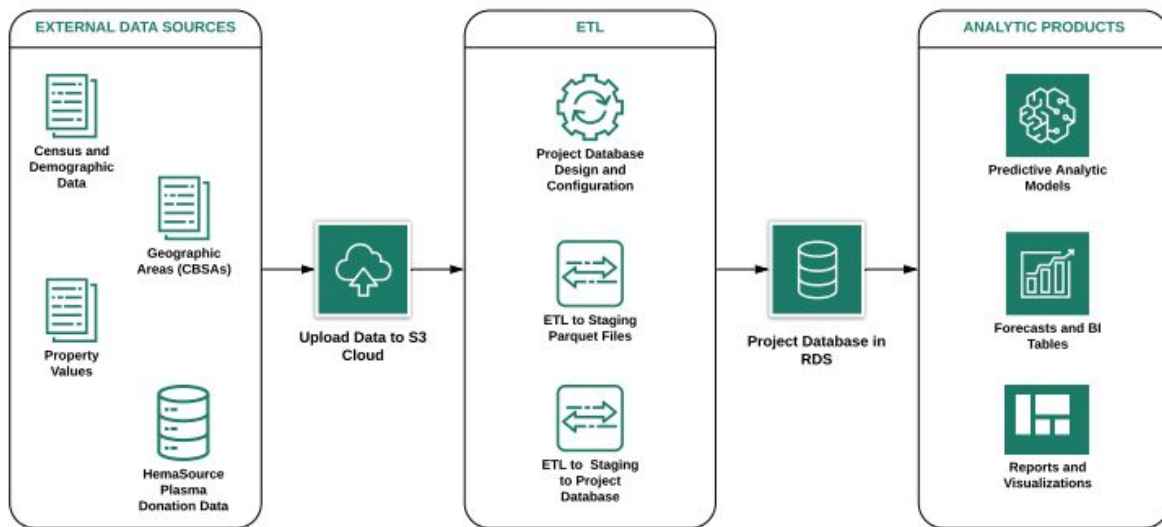 EXTERNAL DATA SOURCES
Census and
Demographic
Data
Geographic
Areas (CBSAs)
Property
Values
HemaSource
Plasma
Donation Data
Upload Data to S3
Cloud
ETL
Project Database
Design and
Configuration
ETL to Staging
Parquet Files
ETL to Staging
to Project
Database
Project Database in
RDS
ANALYTIC PRODUCTS
Predictive Analytic
Models
Forecasts and BI
Tables
Reports and
Visualizations